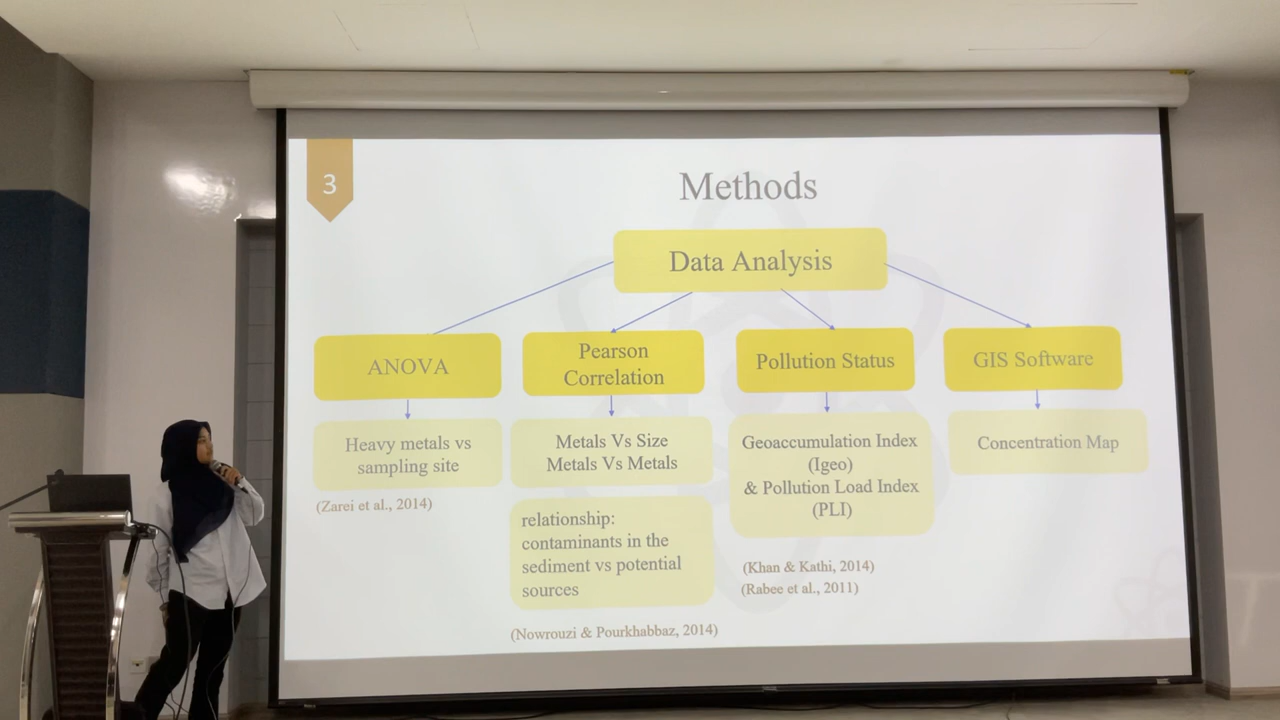 3
Methods
Data Analysis
ANOVA
Heavy metals vs
sampling site
(Zarei et al., 2014)
Pearson
Correlation
Metals Vs Size
Metals Vs Metals
relationship:
contaminants in the
sediment vs potential
sources
(Nowrouzi & Pourkhabbaz, 2014)
Pollution Status
Geoaccumulation Index
(Igeo)
& Pollution Load Index
(PLI)
(Khan & Kathi, 2014)
(Rabee et al., 2011)
GIS Software
Concentration Map